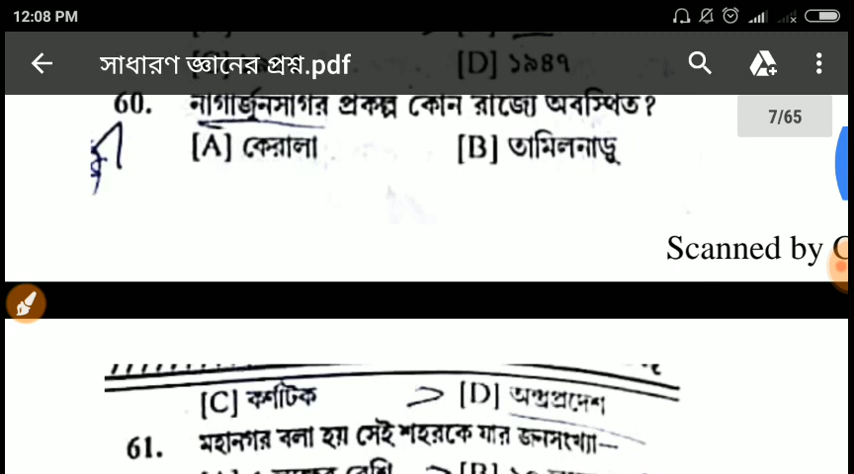 12:08 PM
সাধারণ জ্ঞানের প্রশ্ন.pdf
[D] ১৯৪৭
60. নাগার্জুনসাগর প্রকল্প কোন রাজ্যে অবস্থিত?
7/65
[A] কেরালা [B] তামিলনাড়ু
Scanned by
[C] কর্ণাটিক [D] অন্ধ্রপ্রদেশ
61. মহানগর বলা হয় সেই শহরকে যার জনসংখ্যা—